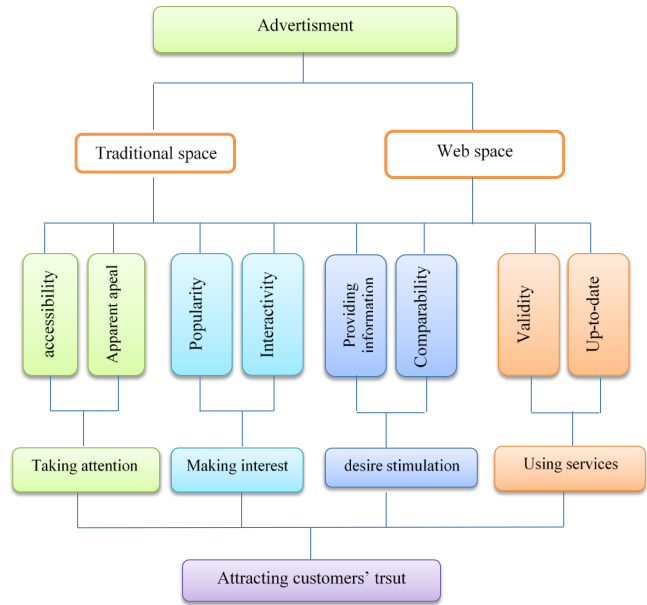 Advertisment
Traditional space
Web space
accessibility
Apparent apeal
Popularity
Interactivity
Providing
information
Comparability
Validity
Up-to-date
Taking attention
Making interest
desire stimulation
Using services
Attracting customers’ trsut